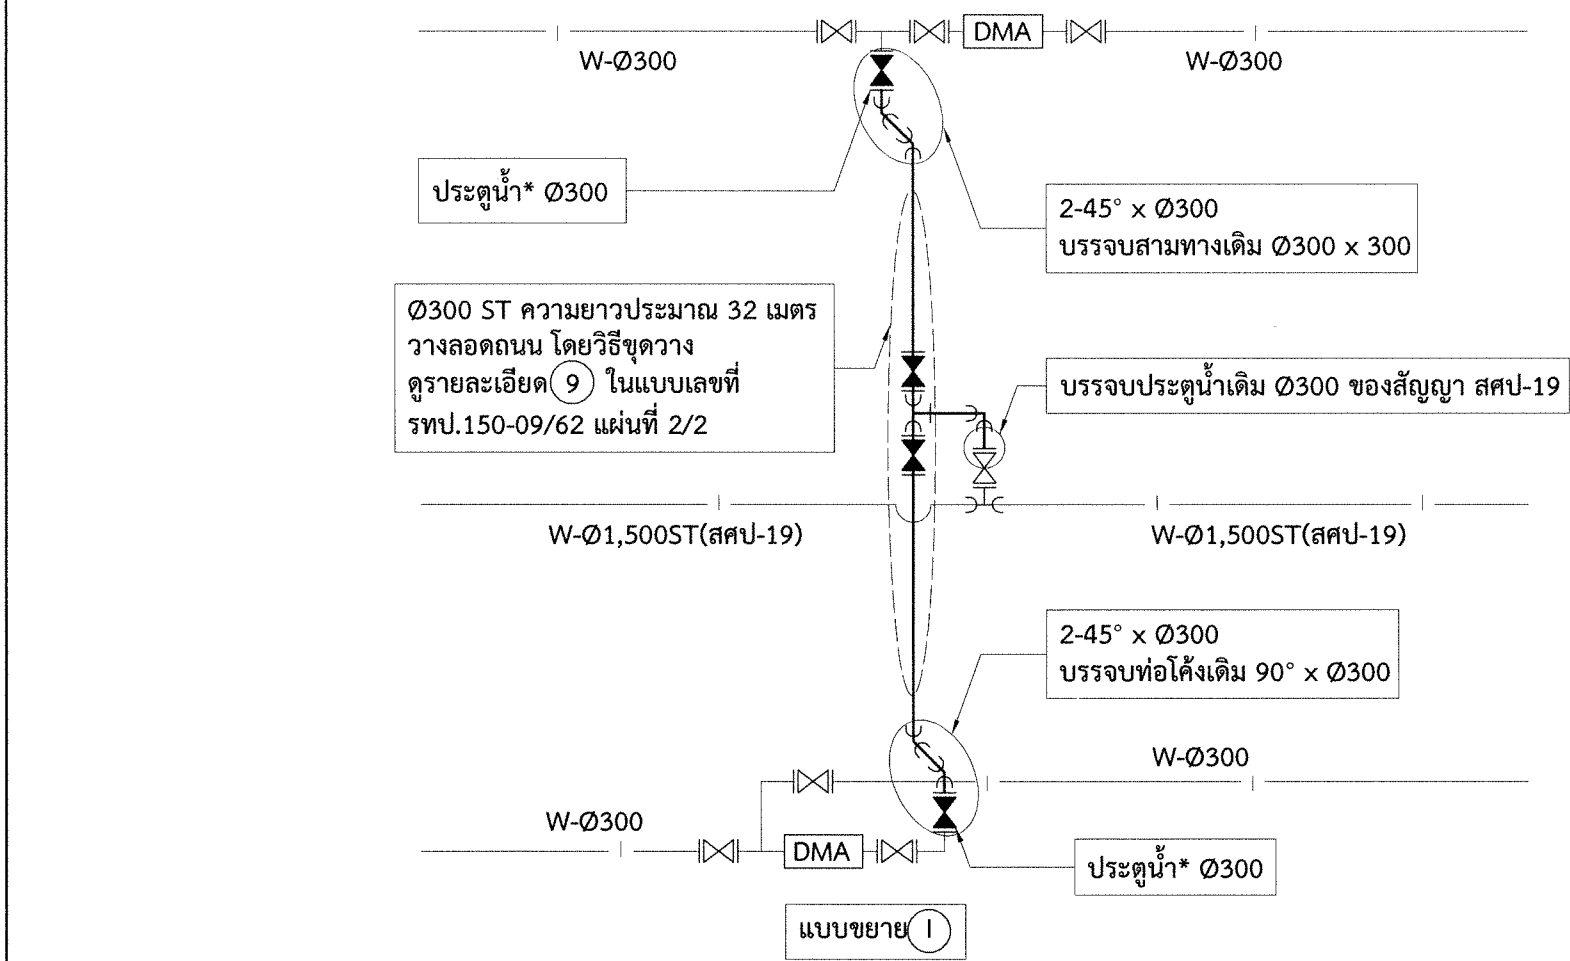 DMA
W-Ø300
W-Ø300
ประตูน้ำ* Ø300
2-45° x Ø300
บรรจบสามทางเดิม Ø300 x 300
Ø300 ST ความยาวประมาณ 32 เมตร
วางลอดถนน โดยวิธีขุดวาง
ดูรายละเอียด 9 ในแบบเลขที่
รทป.150-09/62 แผ่นที่ 2/2
บรรจบประตูน้ำเดิม Ø300 ของสัญญา สศป-19
W-Ø1,500ST(สศป-19)
W-Ø1,500ST(สศป-19)
2-45° x Ø300
บรรจบท่อโค้งเดิม 90° x Ø300
W-Ø300
W-Ø300
DMA
ประตูน้ำ* Ø300
แบบขยาย I